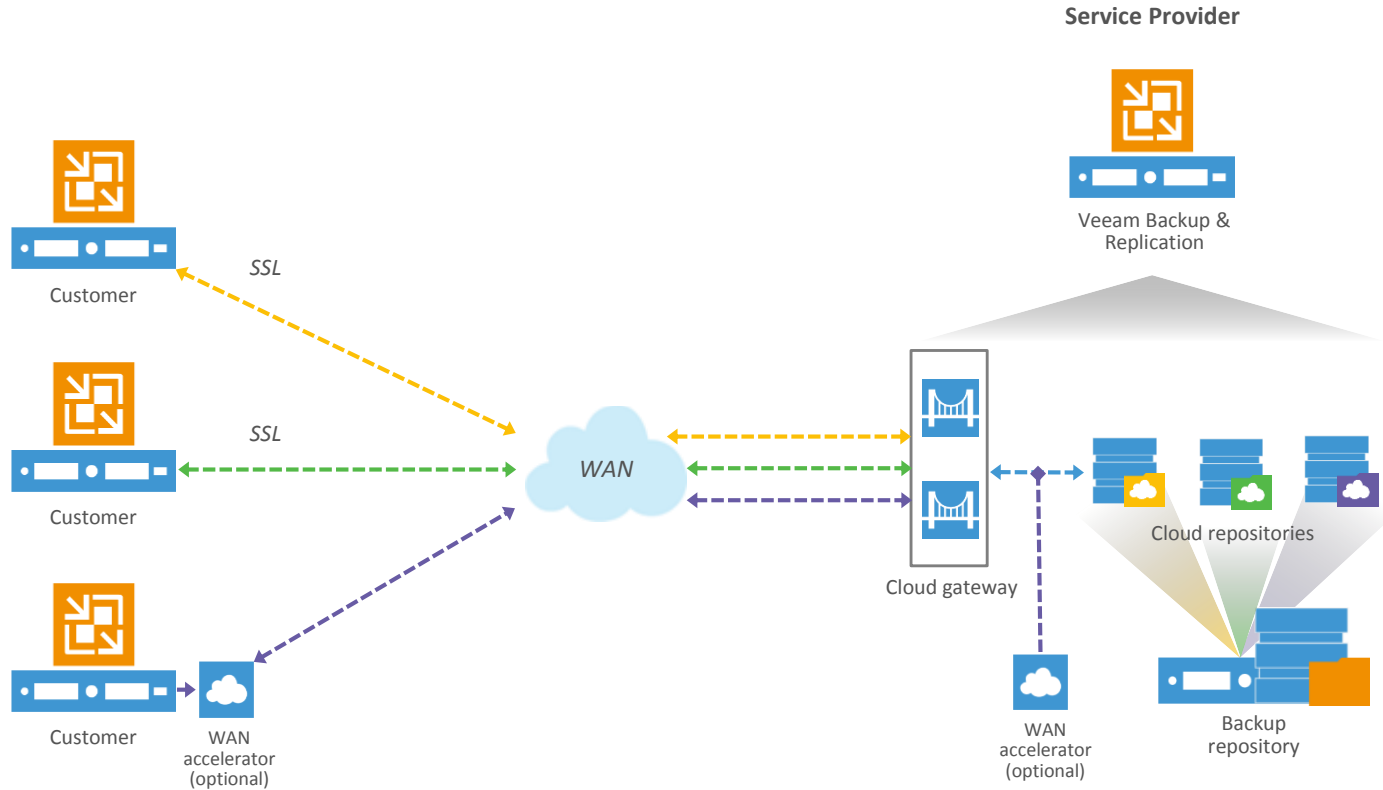 Service Provider
Veeam Backup &
Replication
SSL
Customer
SSL
Customer
WAN
Cloud gateway
Cloud repositories
Customer
WAN
accelerator
(optional)
WAN
accelerator
(optional)
Backup
repository